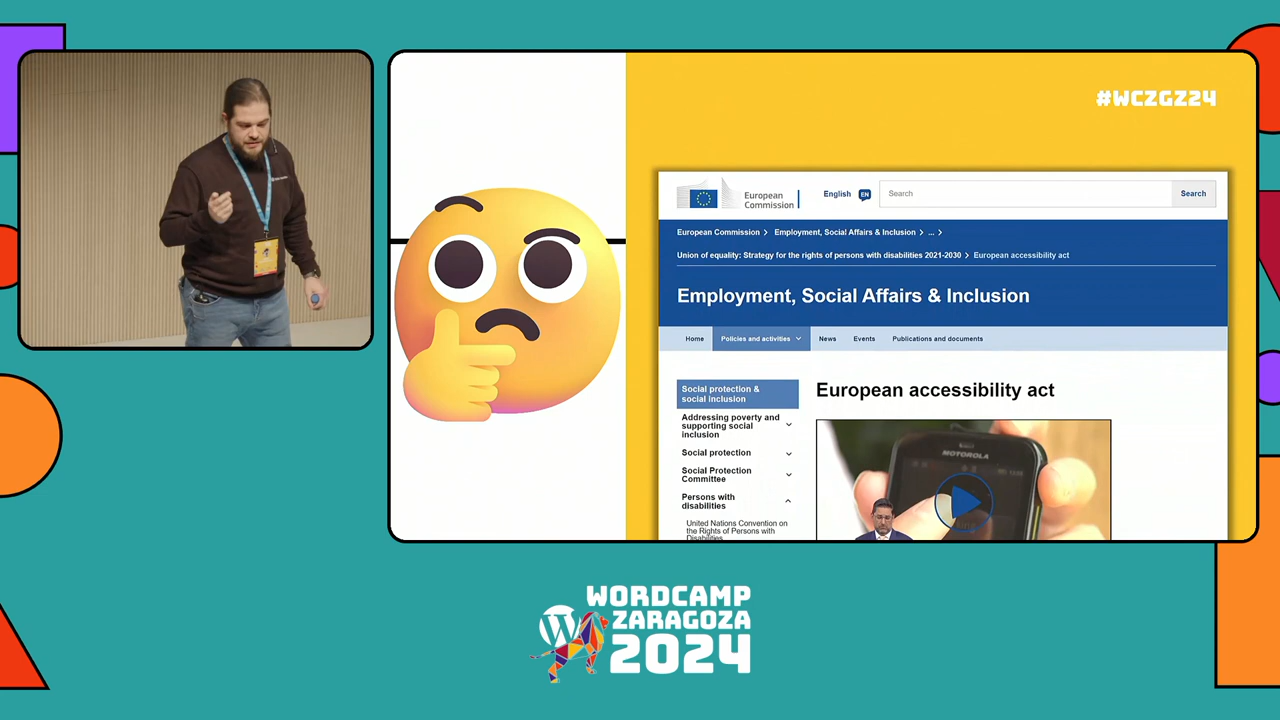 #WCZGZ24
European
Commission
English
EN
Search
Search
European Commission > Employment, Social Affairs & Inclusion > ... >
Union of equality: Strategy for the rights of persons with disabilities 2021-2030 > European accessibility act
Employment, Social Affairs & Inclusion
Home
Policies and activities
News
Events
Publications and documents
Social protection &
social inclusion
Addressing poverty and
supporting social
inclusion
Social protection
Social Protection
Committee
Persons with
disabilities
United Nations Convention on
the Rights of Persons with
Disabilities
European accessibility act
MOTOROLA
WORDCAMP
ZARAGOZA
2024